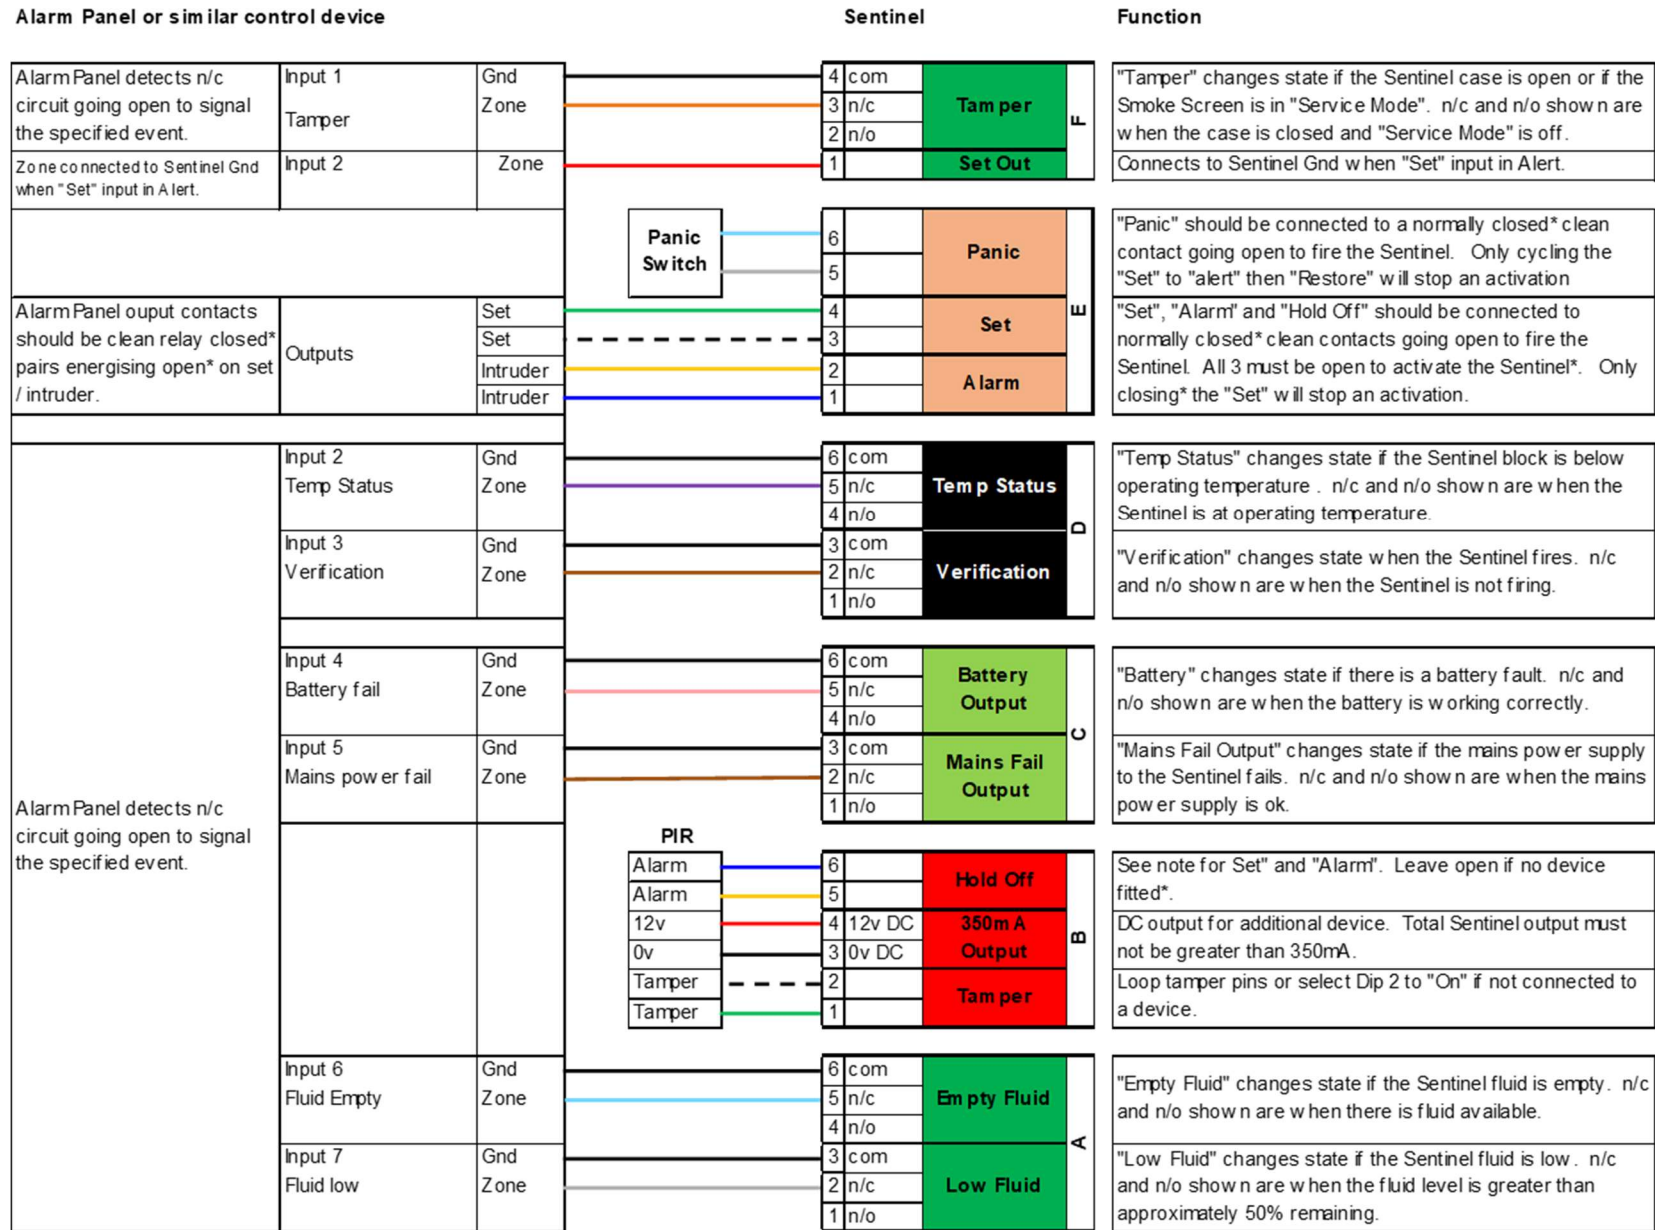 Alarm Panel or similar control device
Sentinel
Function
Alarm Panel detects n/c
circuit going open to signal
the specified event.
Input 1
Tamper
Gnd
Zone
4 com
3 n/c
2 n/o
Tamper
F
"Tamper" changes state if the Sentinel case is open or if the
Smoke Screen is in "Service Mode". n/c and n/o shown are
when the case is closed and "Service Mode" is off.
Zone connected to Sentinel Gnd
when "Set" input in Alert.
Input 2
Zone
1
Set Out
Connects to Sentinel Gnd when "Set" input in Alert.
Panic
Switch
6
5
Panic
E
"Panic" should be connected to a normally closed* clean
contact going open to fire the Sentinel. Only cycling the
"Set" to "alert" then "Restore" will stop an activation
Alarm Panel ouput contacts
should be clean relay closed*
pairs energising open* on set
/ intruder.
Outputs
Set
Set
Intruder
Intruder
4
3
2
1
Set
Alarm
"Set", "Alarm" and "Hold Off" should be connected to
normally closed* clean contacts going open to fire the
Sentinel. All 3 must be open to activate the Sentinel*. Only
closing* the "Set" will stop an activation.
Alarm Panel detects n/c
circuit going open to signal
the specified event.
Input 2
Temp Status
Gnd
Zone
6 com
5 n/c
4 n/o
Temp Status
D
"Temp Status" changes state if the Sentinel block is below
operating temperature . n/c and n/o shown are when the
Sentinel is at operating temperature.
Input 3
Verification
Gnd
Zone
3 com
2 n/c
1 n/o
Verification
"Verification" changes state when the Sentinel fires. n/c
and n/o shown are when the Sentinel is not firing.
Input 4
Battery fail
Gnd
Zone
6 com
5 n/c
4 n/o
Battery
Output
C
"Battery" changes state if there is a battery fault. n/c and
n/o shown are when the battery is working correctly.
Input 5
Mains power fail
Gnd
Zone
3 com
2 n/c
1 n/o
Mains Fail
Output
"Mains Fail Output" changes state if the mains power supply
to the Sentinel fails. n/c and n/o shown are when the mains
power supply is ok.
PIR
Alarm
Alarm
12v
0v
Tamper
Tamper
6
5
4 12v DC
3 0v DC
2
1
Hold Off
350mA
Output
Tamper
B
See note for Set" and "Alarm". Leave open if no device
fitted*.
DC output for additional device. Total Sentinel output must
not be greater than 350mA.
Loop tamper pins or select Dip 2 to "On" if not connected to
a device.
Input 6
Fluid Empty
Gnd
Zone
6 com
5 n/c
4 n/o
Empty Fluid
A
"Empty Fluid" changes state if the Sentinel fluid is empty. n/c
and n/o shown are when there is fluid available.
Input 7
Fluid low
Gnd
Zone
3 com
2 n/c
1 n/o
Low Fluid
"Low Fluid" changes state if the Sentinel fluid is low. n/c
and n/o shown are when the fluid level is greater than
approximately 50% remaining.